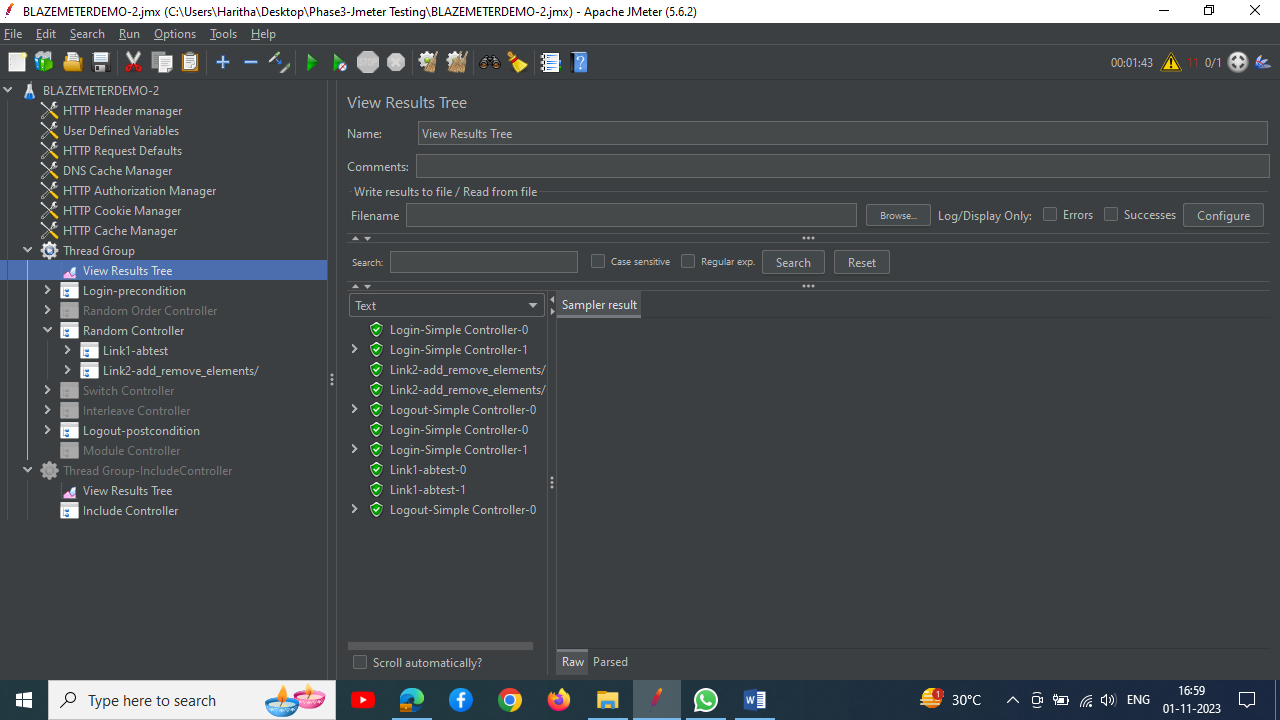 BLAZEMETERDEMO-2.jmx (C:\Users\Haritha\Desktop\Phase3-Jmeter Testing\BLAZEMETERDEMO-2.jmx) - Apache JMeter (5.6.2)
File Edit Search Run Options Tools Help
STOP 00:01:43 11 0/1
BLAZEMETERDEMO-2
HTTP Header manager
User Defined Variables
HTTP Request Defaults
DNS Cache Manager
HTTP Authorization Manager
HTTP Cookie Manager
HTTP Cache Manager
Thread Group
View Results Tree
Login-precondition
Random Order Controller
Random Controller
Link1-abtest
Link2-add_remove_elements/
Switch Controller
Interleave Controller
Logout-postcondition
Module Controller
Thread Group-IncludeController
View Results Tree
Include Controller
View Results Tree
Name: View Results Tree
Comments:
Write results to file / Read from file
Filename Browse... Log/Display Only: Errors Successes Configure
Search: Case sensitive Regular exp. Search Reset
Text
Login-Simple Controller-0
Login-Simple Controller-1
Link2-add_remove_elements/
Link2-add_remove_elements/
Logout-Simple Controller-0
Login-Simple Controller-0
Login-Simple Controller-1
Link1-abtest-0
Link1-abtest-1
Logout-Simple Controller-0
Scroll automatically?
Sampler result
Raw Parsed
Type here to search
1 30°C ENG 16:59
01-11-2023